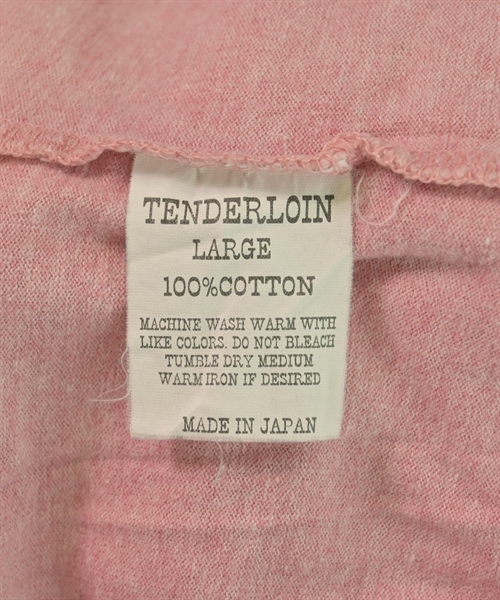 TENDERLOIN
LARGE
100%COTTON
MACHINE WASH WARM WITH
LIKE COLORS. DO NOT BLEACH
TUMBLE DRY MEDIUM
WARM IRON IF DESIRED
MADE IN JAPAN